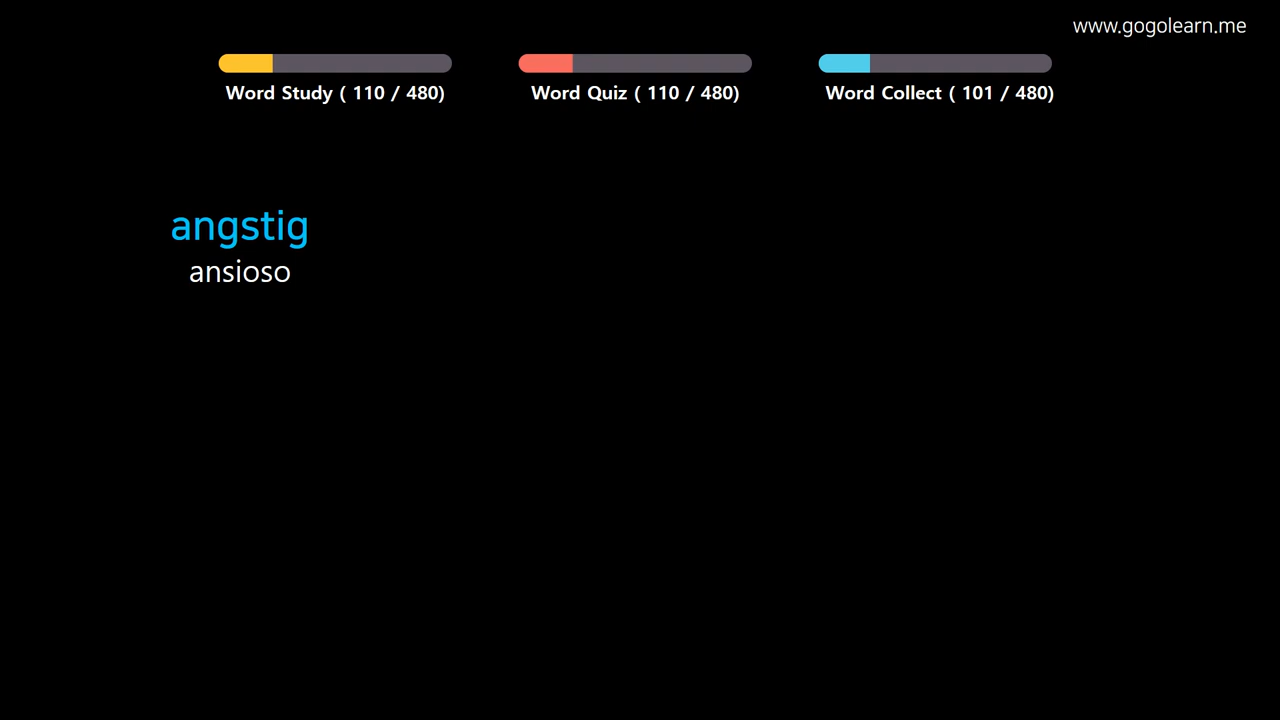 www.gogolearn.me
Word Study ( 110 / 480)
Word Quiz ( 110 / 480)
Word Collect ( 101 / 480)
angstig
ansioso